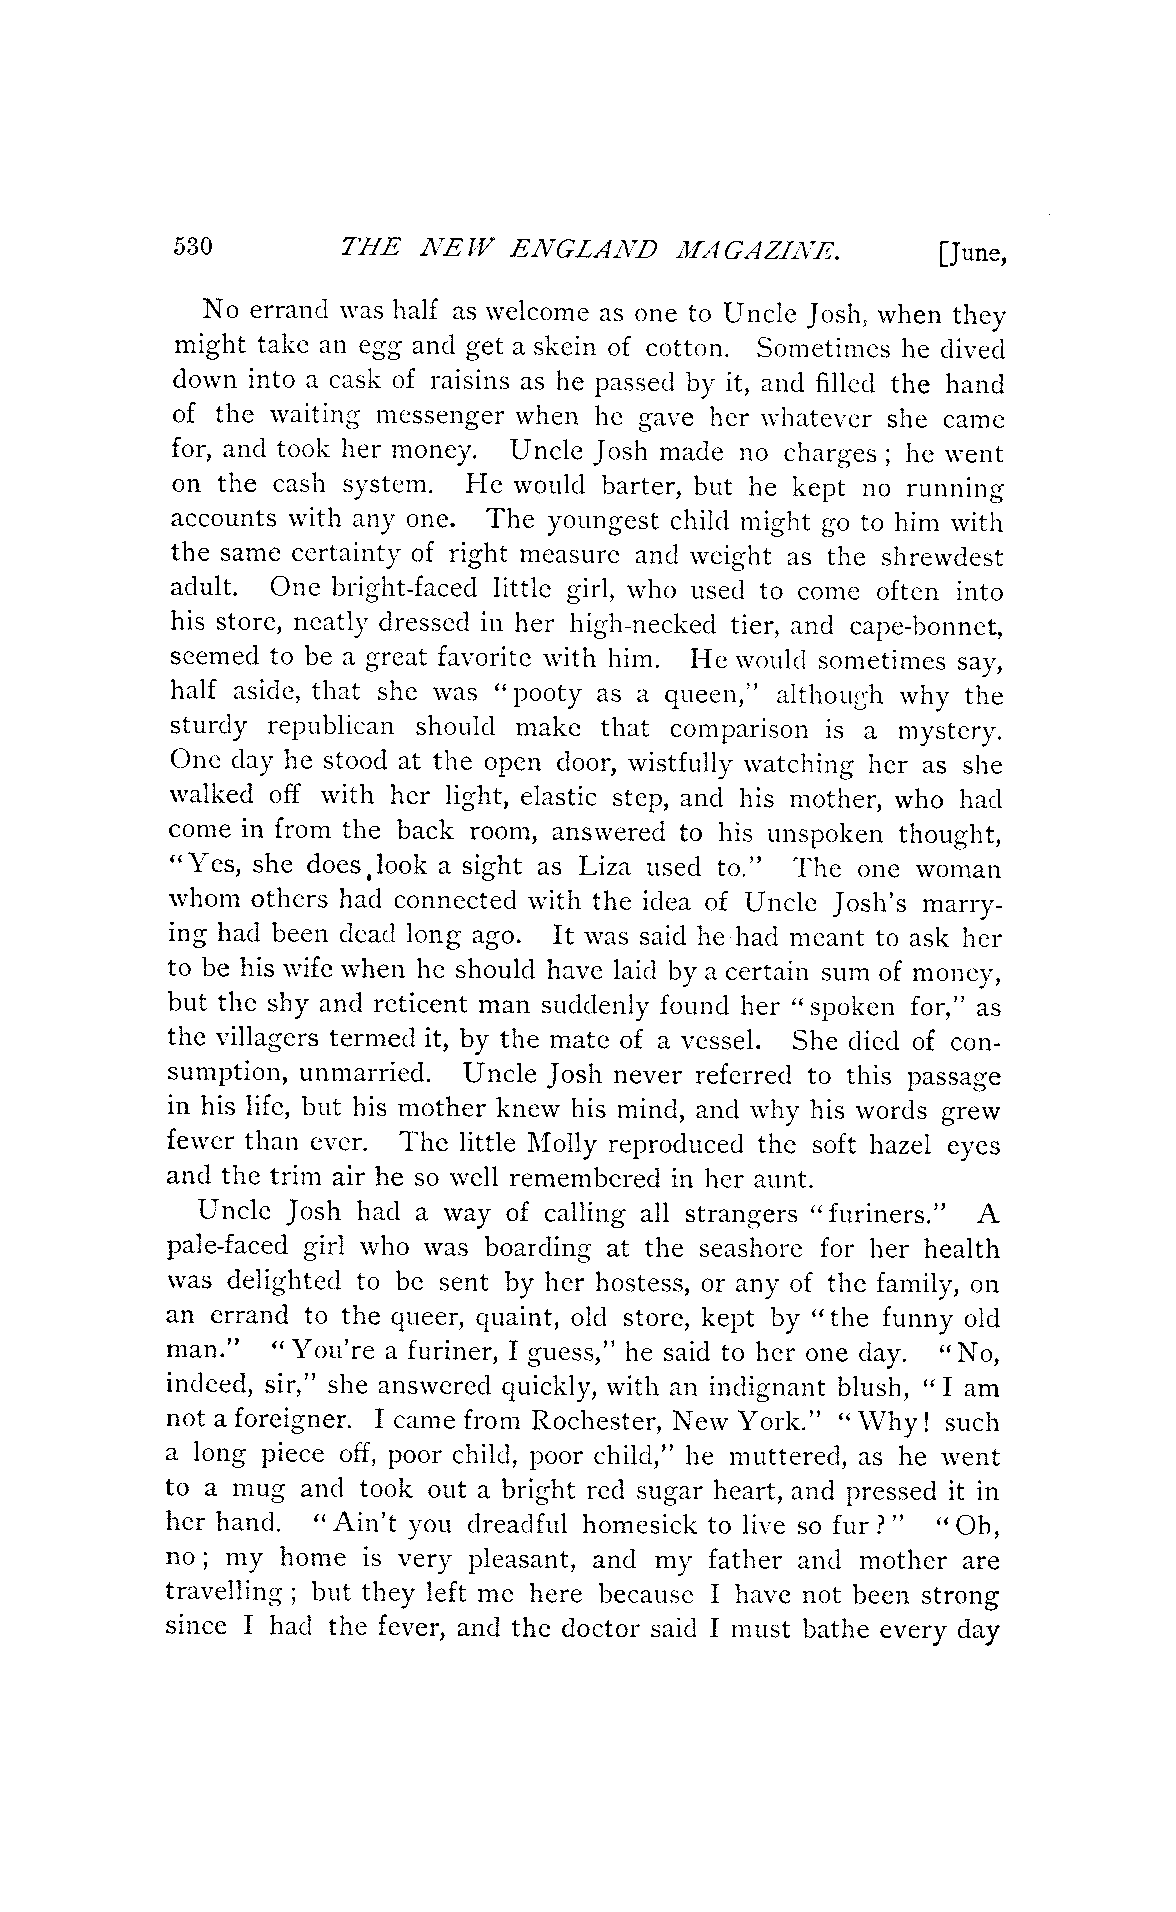 530 THE NEW ENGLAND MAGAZINE. [June,
No errand was half as welcome as one to Uncle Josh, when they
might take an egg and get a skein of cotton. Sometimes he dived
down into a cask of raisins as he passed by it, and filled the hand
of the waiting messenger when he gave her whatever she came
for, and took her money. Uncle Josh made no charges; he went
on the cash system. He would barter, but he kept no running
accounts with any one. The youngest child might go to him with
the same certainty of right measure and weight as the shrewdest
adult. One bright-faced little girl, who used to come often into
his store, neatly dressed in her high-necked tier, and cape-bonnet,
seemed to be a great favorite with him. He would sometimes say,
half aside, that she was "pooty as a queen," although why the
sturdy republican should make that comparison is a mystery.
One day he stood at the open door, wistfully watching her as she
walked off with her light, elastic step, and his mother, who had
come in from the back room, answered to his unspoken thought,
"Yes, she does look a sight as Liza used to." The one woman
whom others had connected with the idea of Uncle Josh's marry-
ing had been dead long ago. It was said he had meant to ask her
to be his wife when he should have laid by a certain sum of money,
but the shy and reticent man suddenly found her "spoken for," as
the villagers termed it, by the mate of a vessel. She died of con-
sumption, unmarried. Uncle Josh never referred to this passage
in his life, but his mother knew his mind, and why his words grew
fewer than ever. The little Molly reproduced the soft hazel eyes
and the trim air he so well remembered in her aunt.
Uncle Josh had a way of calling all strangers "furiners." A
pale-faced girl who was boarding at the seashore for her health
was delighted to be sent by her hostess, or any of the family, on
an errand to the queer, quaint, old store, kept by "the funny old
man." "You're a furiner, I guess," he said to her one day. "No,
indeed, sir," she answered quickly, with an indignant blush, "I am
not a foreigner. I came from Rochester, New York." "Why! such
a long piece off, poor child, poor child," he muttered, as he went
to a mug and took out a bright red sugar heart, and pressed it in
her hand. "Ain't you dreadful homesick to live so fur?" "Oh,
no; my home is very pleasant, and my father and mother are
travelling; but they left me here because I have not been strong
since I had the fever, and the doctor said I must bathe every day